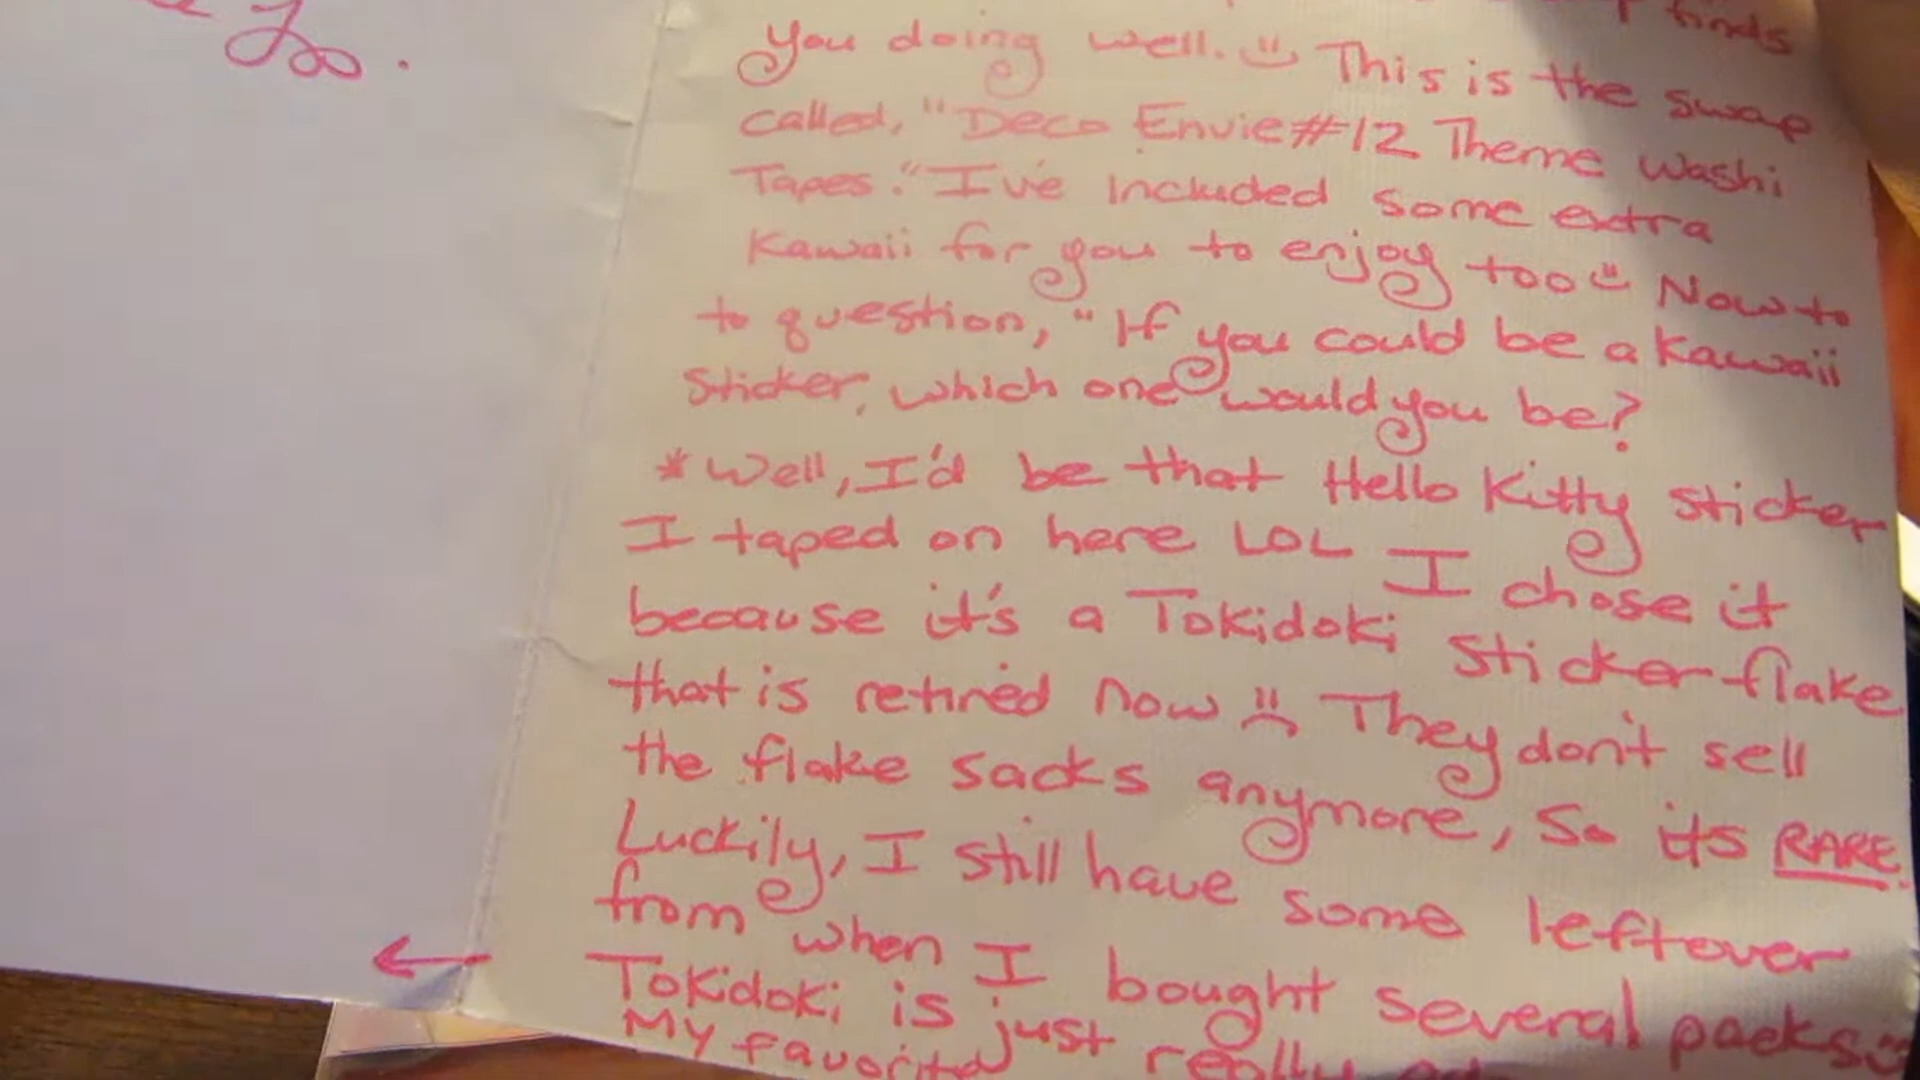 finds
you doing well. This is the swap
called, "Deco Envie #12 Theme Washi
Tapes." I've included some extra
Kawaii for you to enjoy too Now to
to question, "If you could be a Kawaii
Sticker, which one would you be?
*Well, I'd be that Hello Kitty sticker
I taped on here LOL I chose it
because it's a Tokidoki Sticker flake
that is retired now They don't sell
the flake sacks anymore, So its RARE.
Luckily, I still have some leftover
from when I bought several packs
Tokidoki is just really
My favorite